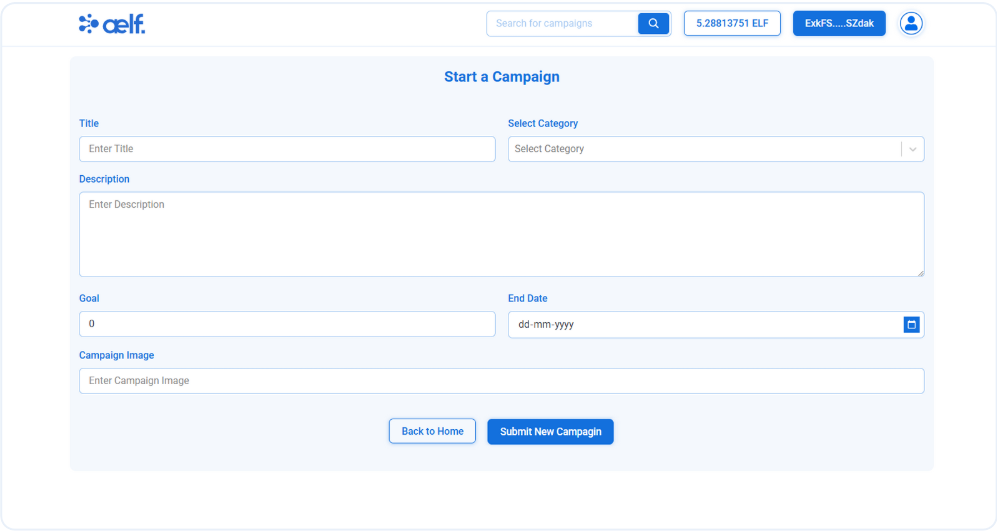 aelf.
Search for campaigns
5.28813751 ELF
ExkFS.....SZdak
Start a Campaign
Title
Select Category
Enter Title
Select Category
Description
Enter Description
Goal
End Date
0
dd-mm-yyyy
Campaign Image
Enter Campaign Image
Back to Home
Submit New Campagin